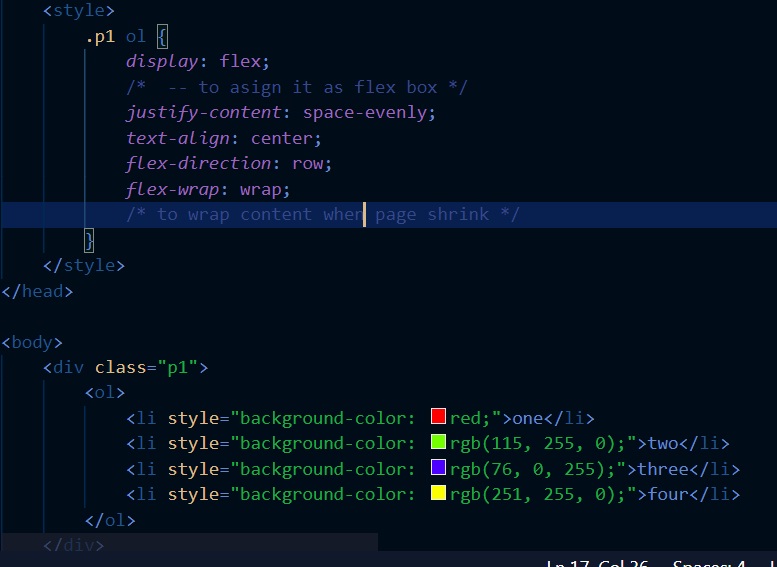 <style>
.p1 ol {
display: flex;
/*  -- to asign it as flex box */
justify-content: space-evenly;
text-align: center;
flex-direction: row;
flex-wrap: wrap;
/* to wrap content when page shrink */
}
</style>
</head>
<body>
<div class="p1">
<ol>
<li style="background-color: red;">one</li>
<li style="background-color: rgb(115, 255, 0);">two</li>
<li style="background-color: rgb(76, 0, 255);">three</li>
<li style="background-color: rgb(251, 255, 0);">four</li>
</ol>
</div>
Ln 17, Col 36 Spaces: 4